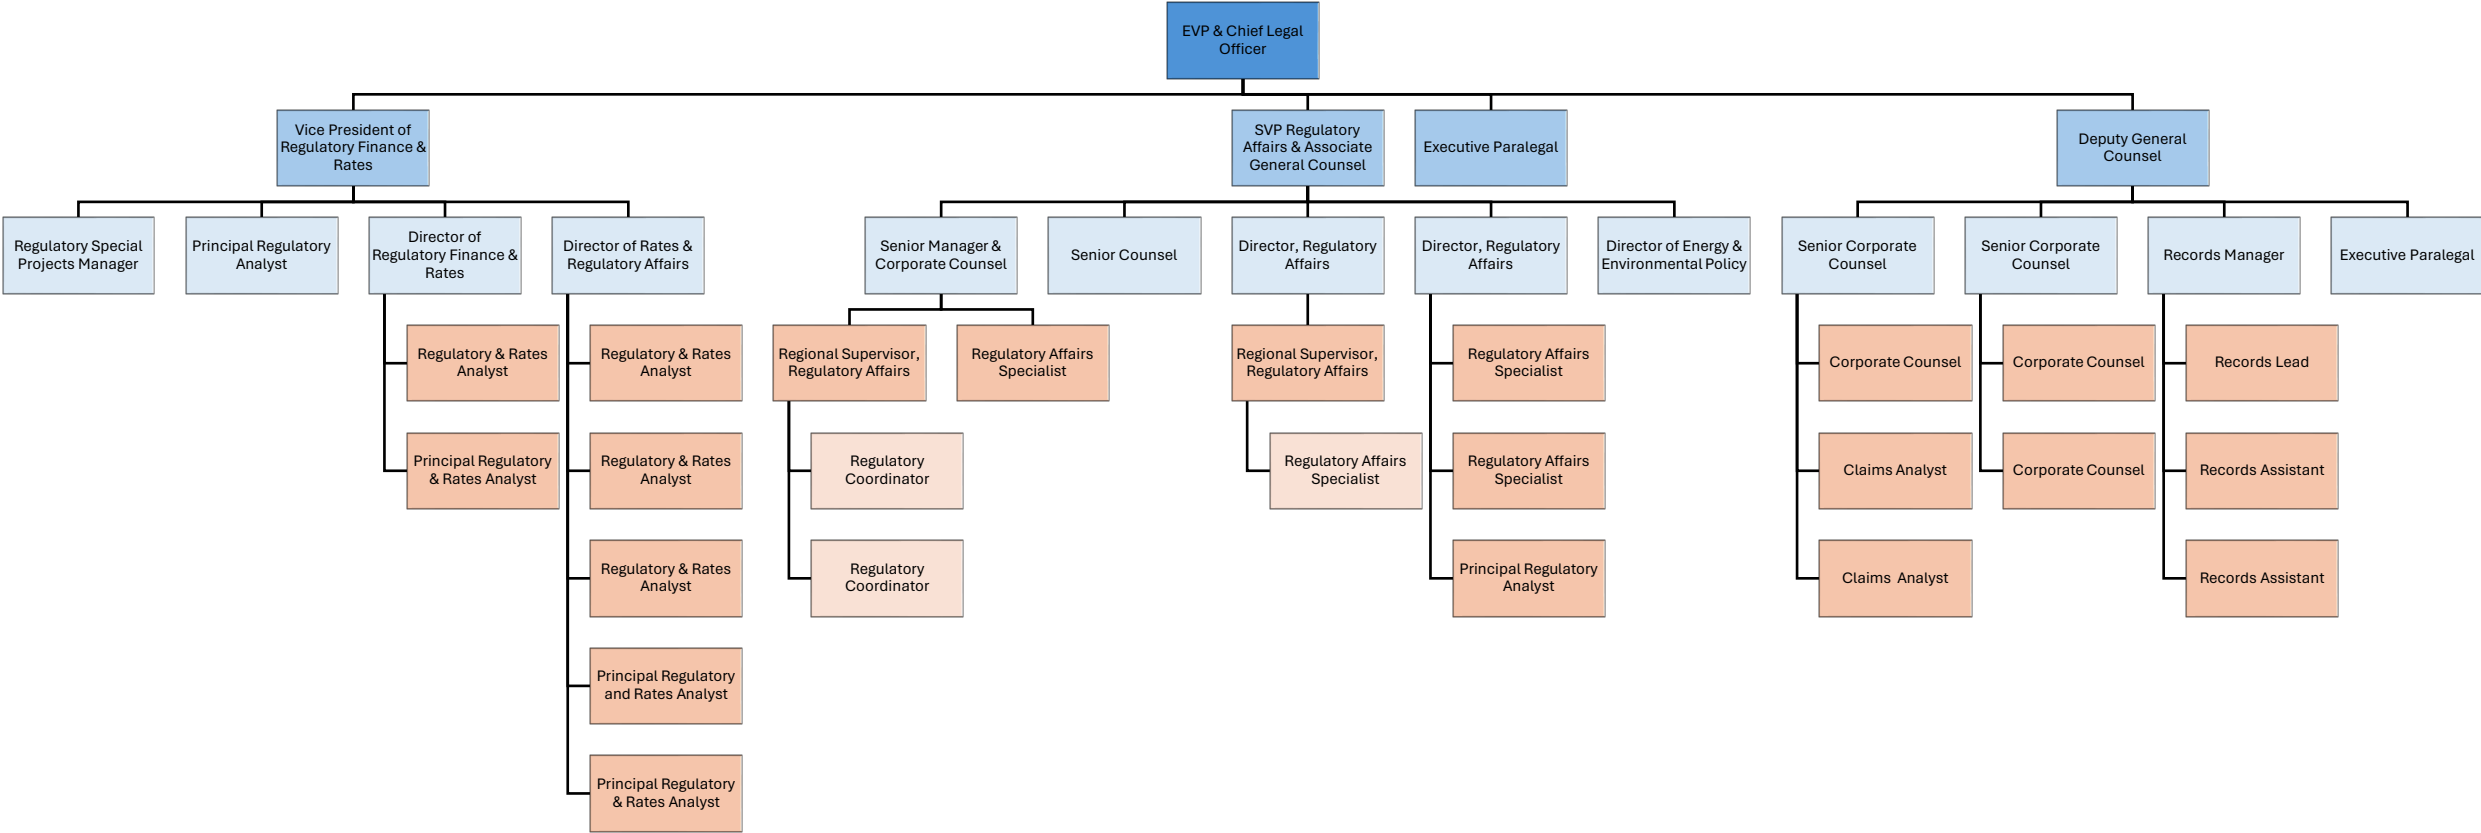 EVP & Chief Legal
Officer
Vice President of
Regulatory Finance &
Rates
SVP Regulatory
Affairs & Associate
General Counsel
Executive Paralegal
Deputy General
Counsel
Regulatory Special
Projects Manager
Principal Regulatory
Analyst
Director of
Regulatory Finance &
Rates
Director of Rates &
Regulatory Affairs
Senior Manager &
Corporate Counsel
Senior Counsel
Director, Regulatory
Affairs
Director, Regulatory
Affairs
Director of Energy &
Environmental Policy
Senior Corporate
Counsel
Senior Corporate
Counsel
Records Manager
Executive Paralegal
Regulatory & Rates
Analyst
Regulatory & Rates
Analyst
Regional Supervisor,
Regulatory Affairs
Regulatory Affairs
Specialist
Regional Supervisor,
Regulatory Affairs
Regulatory Affairs
Specialist
Corporate Counsel
Corporate Counsel
Records Lead
Principal Regulatory
& Rates Analyst
Regulatory & Rates
Analyst
Regulatory
Coordinator
Regulatory Affairs
Specialist
Regulatory Affairs
Specialist
Claims Analyst
Corporate Counsel
Records Assistant
Regulatory & Rates
Analyst
Regulatory
Coordinator
Principal Regulatory
Analyst
Claims  Analyst
Records Assistant
Principal Regulatory
and Rates Analyst
Principal Regulatory
& Rates Analyst